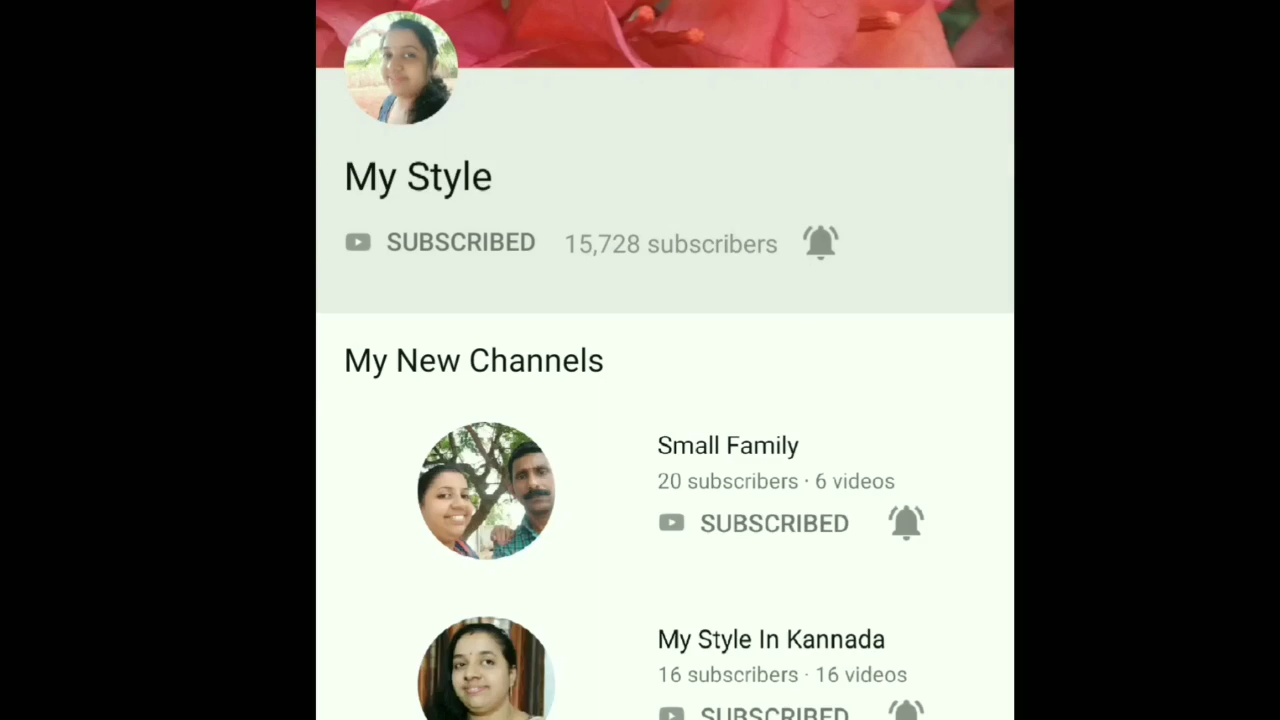 My Style
SUBSCRIBED 15,728 subscribers
My New Channels
Small Family
20 subscribers · 6 videos
SUBSCRIBED
My Style In Kannada
16 subscribers · 16 videos
SUBSCRIBED